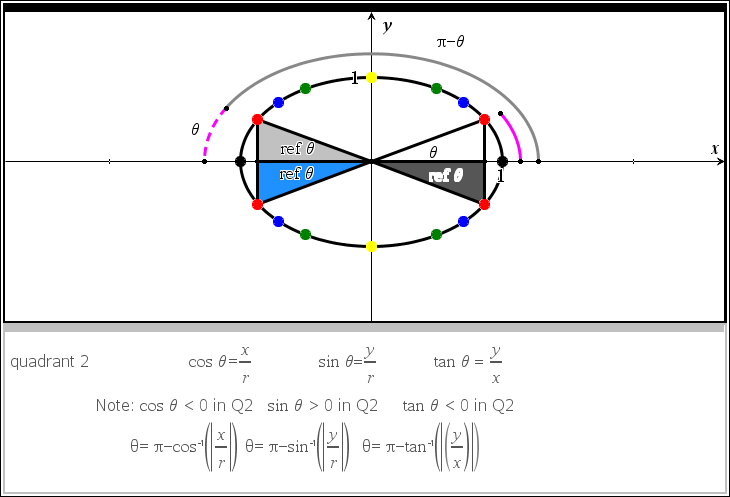 y
π−θ
1
θ
ref θ
θ
x
ref θ
ref θ
1
quadrant 2 cos θ=x/r sin θ=y/r tan θ = y/x
Note: cos θ < 0 in Q2 sin θ > 0 in Q2 tan θ < 0 in Q2
θ= π−cos⁻¹(|x/r|) θ= π−sin⁻¹(|y/r|) θ= π−tan⁻¹(|(y/x)|)